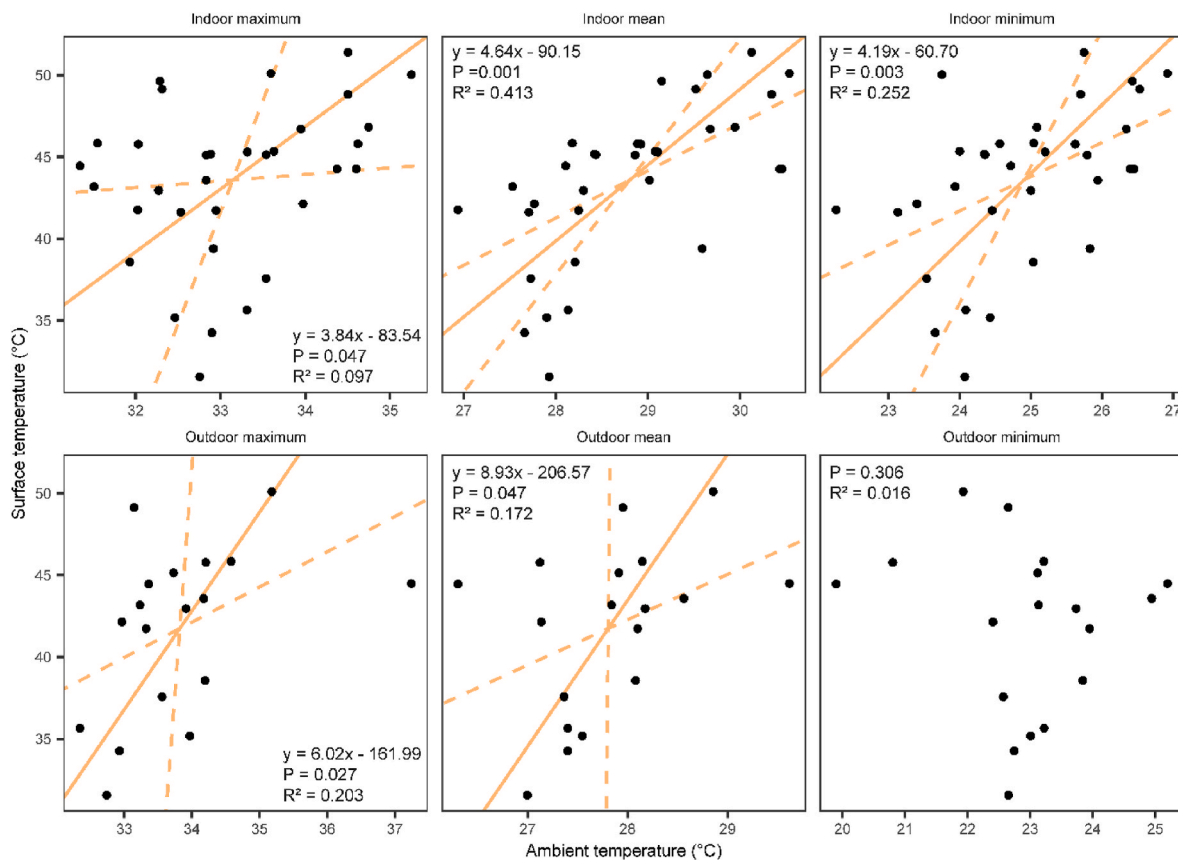 Indoor maximum
Indoor mean
Indoor minimum
y = 3.84x - 83.54
P = 0.047
R² = 0.097
y = 4.64x - 90.15
P =0.001
R² = 0.413
y = 4.19x - 60.70
P = 0.003
R² = 0.252
50
45
40
35
32
33
34
35
27
28
29
30
23
24
25
26
27
Outdoor maximum
Outdoor mean
Outdoor minimum
y = 6.02x - 161.99
P = 0.027
R² = 0.203
y = 8.93x - 206.57
P = 0.047
R² = 0.172
P = 0.306
R² = 0.016
50
45
40
35
33
34
35
36
37
27
28
29
20
21
22
23
24
25
Surface temperature (°C)
Ambient temperature (°C)